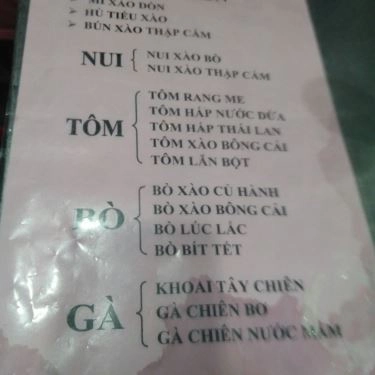 MÌ XÀO DÒN
HỦ TIẾU XÀO
BÚN XÀO THẬP CẨM
NUI
NUI XÀO BÒ
NUI XÀO THẬP CẨM
TÔM
TÔM RANG ME
TÔM HẤP NƯỚC DỪA
TÔM HẤP THÁI LAN
TÔM XÀO BÔNG CẢI
TÔM LĂN BỘT
BÒ
BÒ XÀO CỦ HÀNH
BÒ XÀO BÔNG CẢI
BÒ LÚC LẮC
BÒ BÍT TẾT
GÀ
KHOAI TÂY CHIÊN
GÀ CHIÊN BƠ
GÀ CHIÊN NƯỚC MẮM